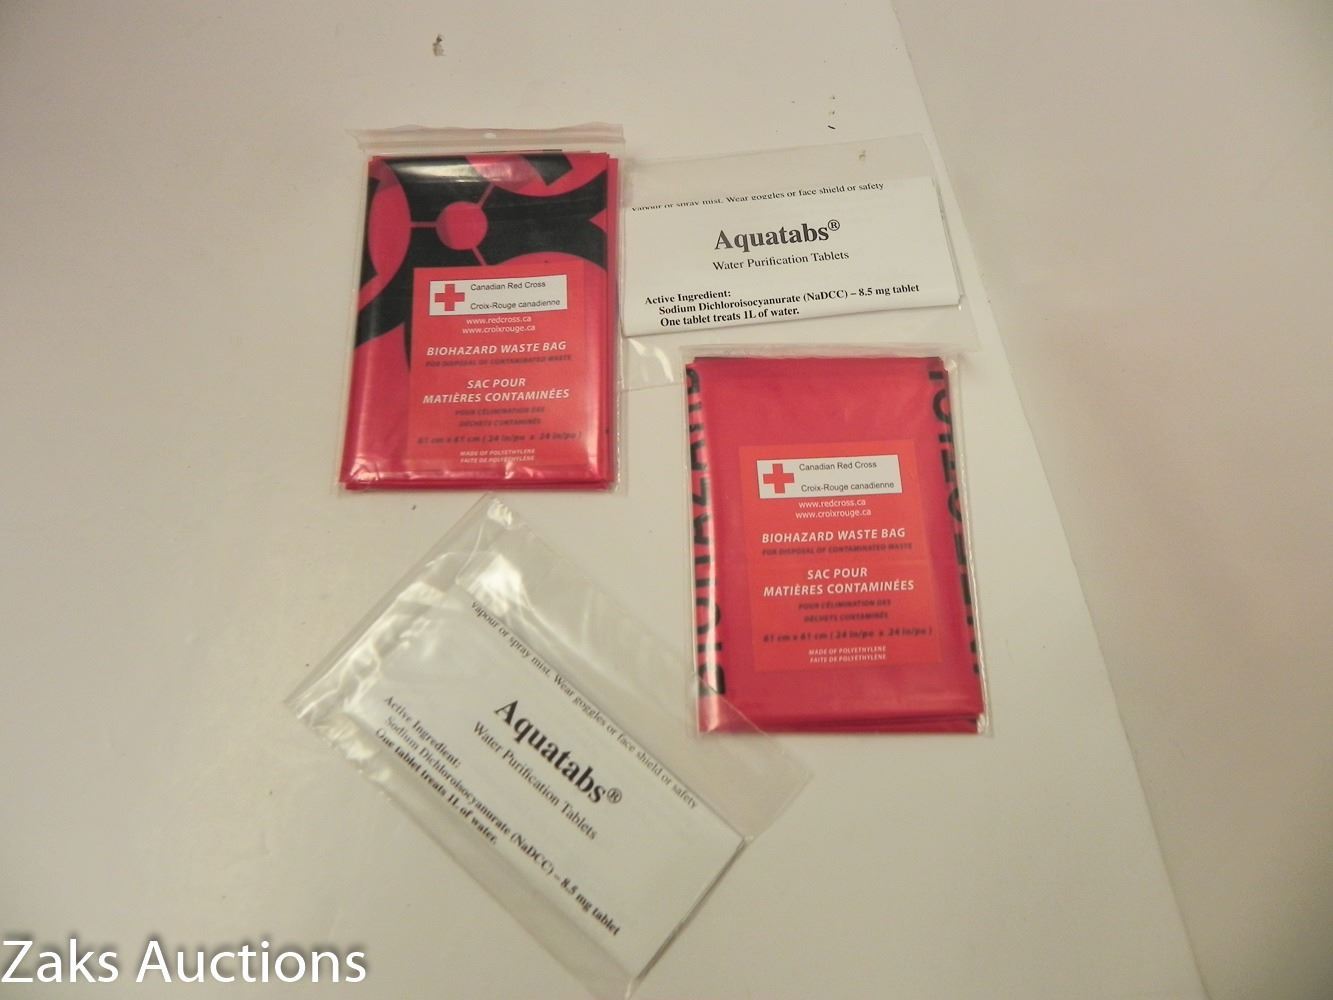 Canadian Red Cross
Croix-Rouge canadienne
www.redcross.ca
www.croixrouge.ca
BIOHAZARD WASTE BAG
FOR DISPOSAL OF CONTAMINATED WASTE
SAC POUR
MATIÈRES CONTAMINÉES
POUR L'ÉLIMINATION DES
DÉCHETS CONTAMINÉS
61 cm x 61 cm ( 24 in/po x 24 in/po )
MADE OF POLYETHYLENE
FAITE DE POLYETHYLÈNE
vapour or spray mist. Wear goggles or face shield or safety
Aquatabs®
Water Purification Tablets
Active Ingredient:
Sodium Dichloroisocyanurate (NaDCC) – 8.5 mg tablet
One tablet treats 1L of water.
BIOHAZARD
Canadian Red Cross
Croix-Rouge canadienne
www.redcross.ca
www.croixrouge.ca
BIOHAZARD WASTE BAG
FOR DISPOSAL OF CONTAMINATED WASTE
SAC POUR
MATIÈRES CONTAMINÉES
POUR L'ÉLIMINATION DES
DÉCHETS CONTAMINÉS
61 cm x 61 cm ( 24 in/po x 24 in/po )
MADE OF POLYETHYLENE
FAITE DE POLYETHYLÈNE
vapour or spray mist. Wear goggles or face shield or safety
Aquatabs®
Water Purification Tablets
Active Ingredient:
Sodium Dichloroisocyanurate (NaDCC) – 8.5 mg tablet
One tablet treats 1L of water.
Zaks Auctions